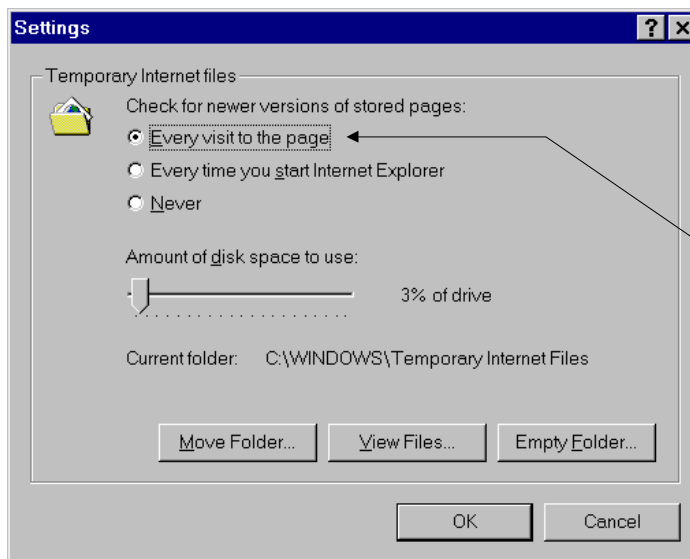 Settings
Temporary Internet files
Check for newer versions of stored pages:
Every visit to the page
Every time you start Internet Explorer
Never
Amount of disk space to use:
3% of drive
Current folder: C:\WINDOWS\Temporary Internet Files
Move Folder... View Files... Empty Folder...
OK Cancel